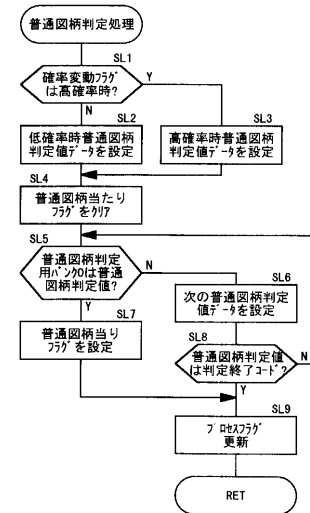 普通図柄判定処理
SL1
確率変動フラグ
は高確率時?
Y
N
SL2
低確率時普通図柄
判定値データを設定
SL3
高確率時普通図柄
判定値データを設定
SL4
普通図柄当たり
フラグをクリア
SL5
普通図柄判定
用バンク0は普通
図柄判定値?
N
Y
SL6
次の普通図柄判定
値データを設定
SL7
普通図柄当り
フラグを設定
SL8
普通図柄判定値
は判定終了コード?
N
Y
SL9
プロセスフラグ
更新
RET